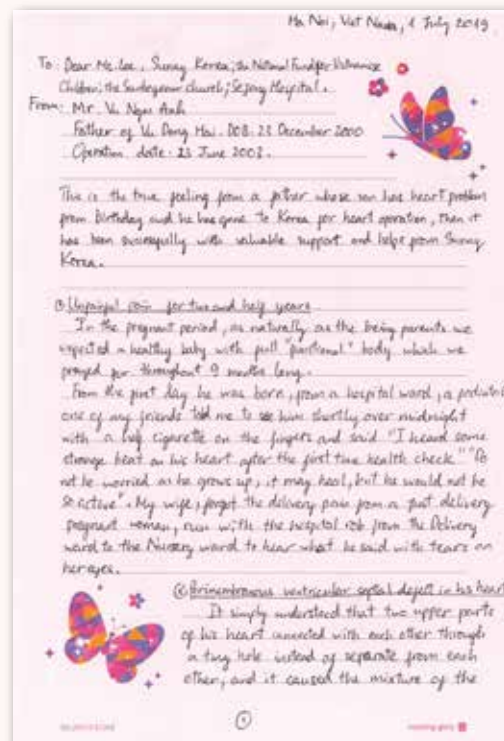 Ha Noi, Viet Nam, 1 July 2019
To: Dear Ms. Lee, Sunny Korea; the National Fund for Vietnamese
Children; the Sundeogwon church; Sejong Hospital.
From: Mr. Vu Ngoc Anh
Father of Vu Dong Hai. DOB: 23 December 2000
Operation date: 23 June 2003.
This is the true feeling from a father whose son has heart problem
from Birthday and he has gone to Korea for heart operation, then it
has been successfully with valuable support and helps from Sunny
Korea.
pain for two and half years
In the pregnant period, as naturally as the being parents we
expected a healthy baby with full "functional" body which we
prayed for throughout 9 months long.
From the first day he was born, from a hospital ward, a
one of my friends told me to see him shortly over midnight
with a half cigarette on the fingers and said "I heard some
strange beat on his heart after the first time health check" "Do
not be worried as he grows up, it may heal, but he would not be
so active". My wife, forgot the delivery pain from a just delivery
pregnant woman, run with the hospital rob from the Delivery
ward to the Nursery ward to hear what he said with tears on
her eyes.
② Perimembranous ventricular septal defect in his heart
It simply understood that two upper parts
of his heart connected with each other through
a tiny hole instead of separate from each
other, and it caused the mixture of the
①
morning glory